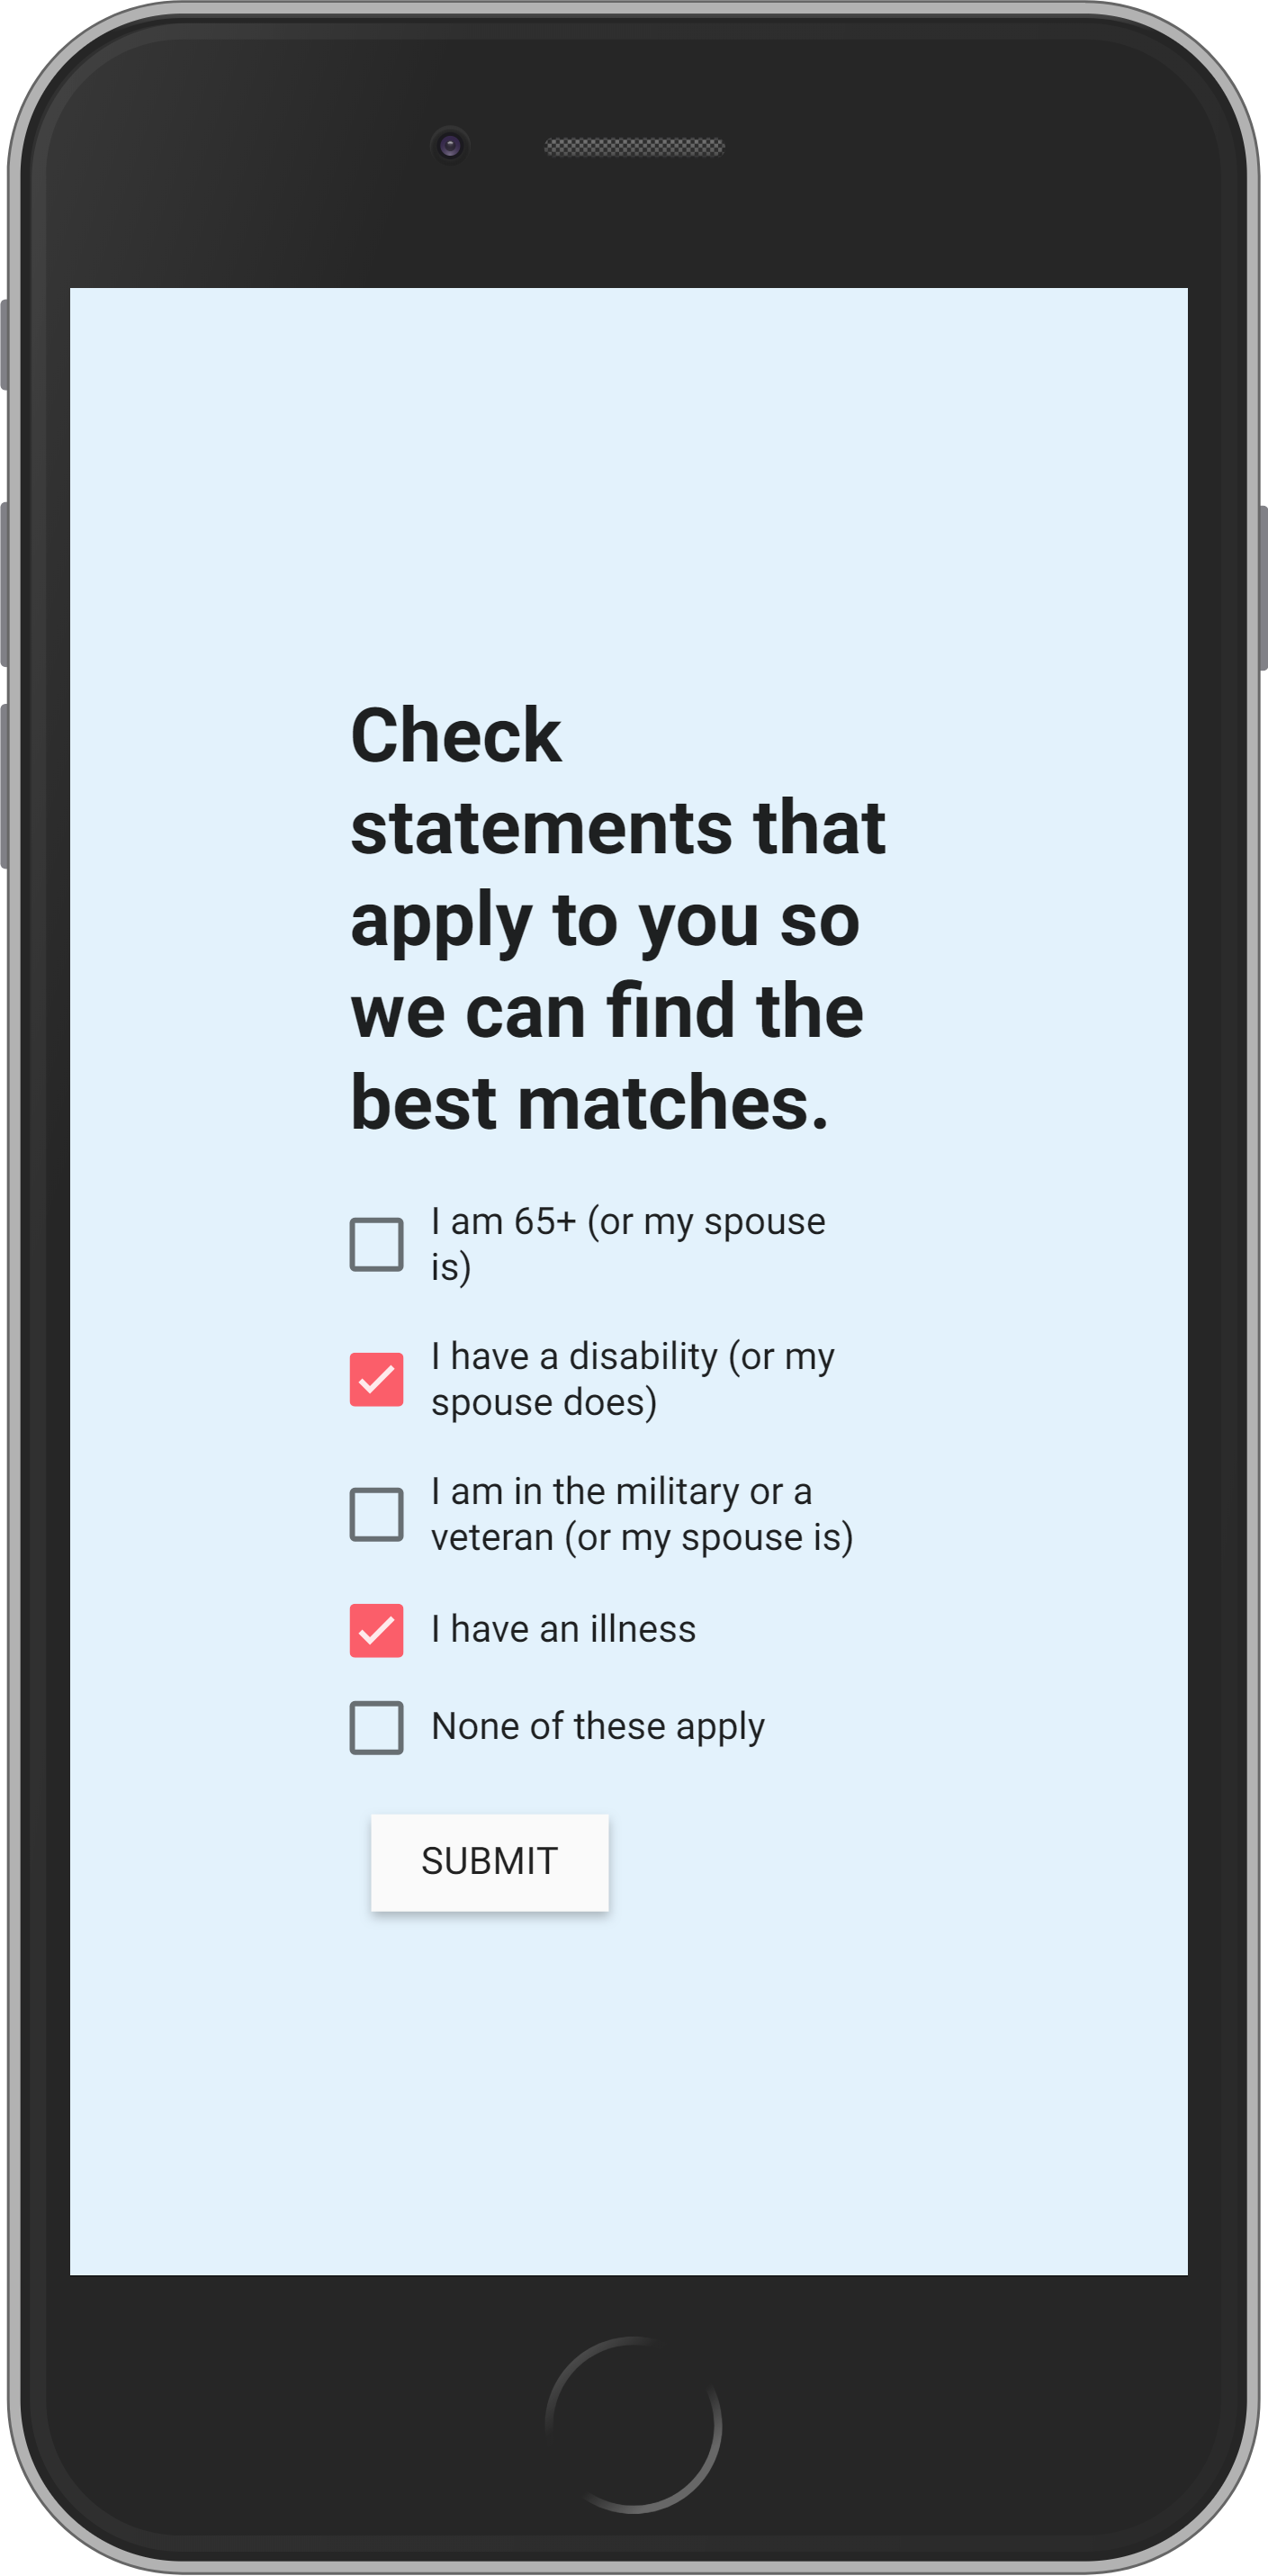 Check
statements that
apply to you so
we can find the
best matches.
I am 65+ (or my spouse
is)
I have a disability (or my
spouse does)
I am in the military or a
veteran (or my spouse is)
I have an illness
None of these apply
SUBMIT